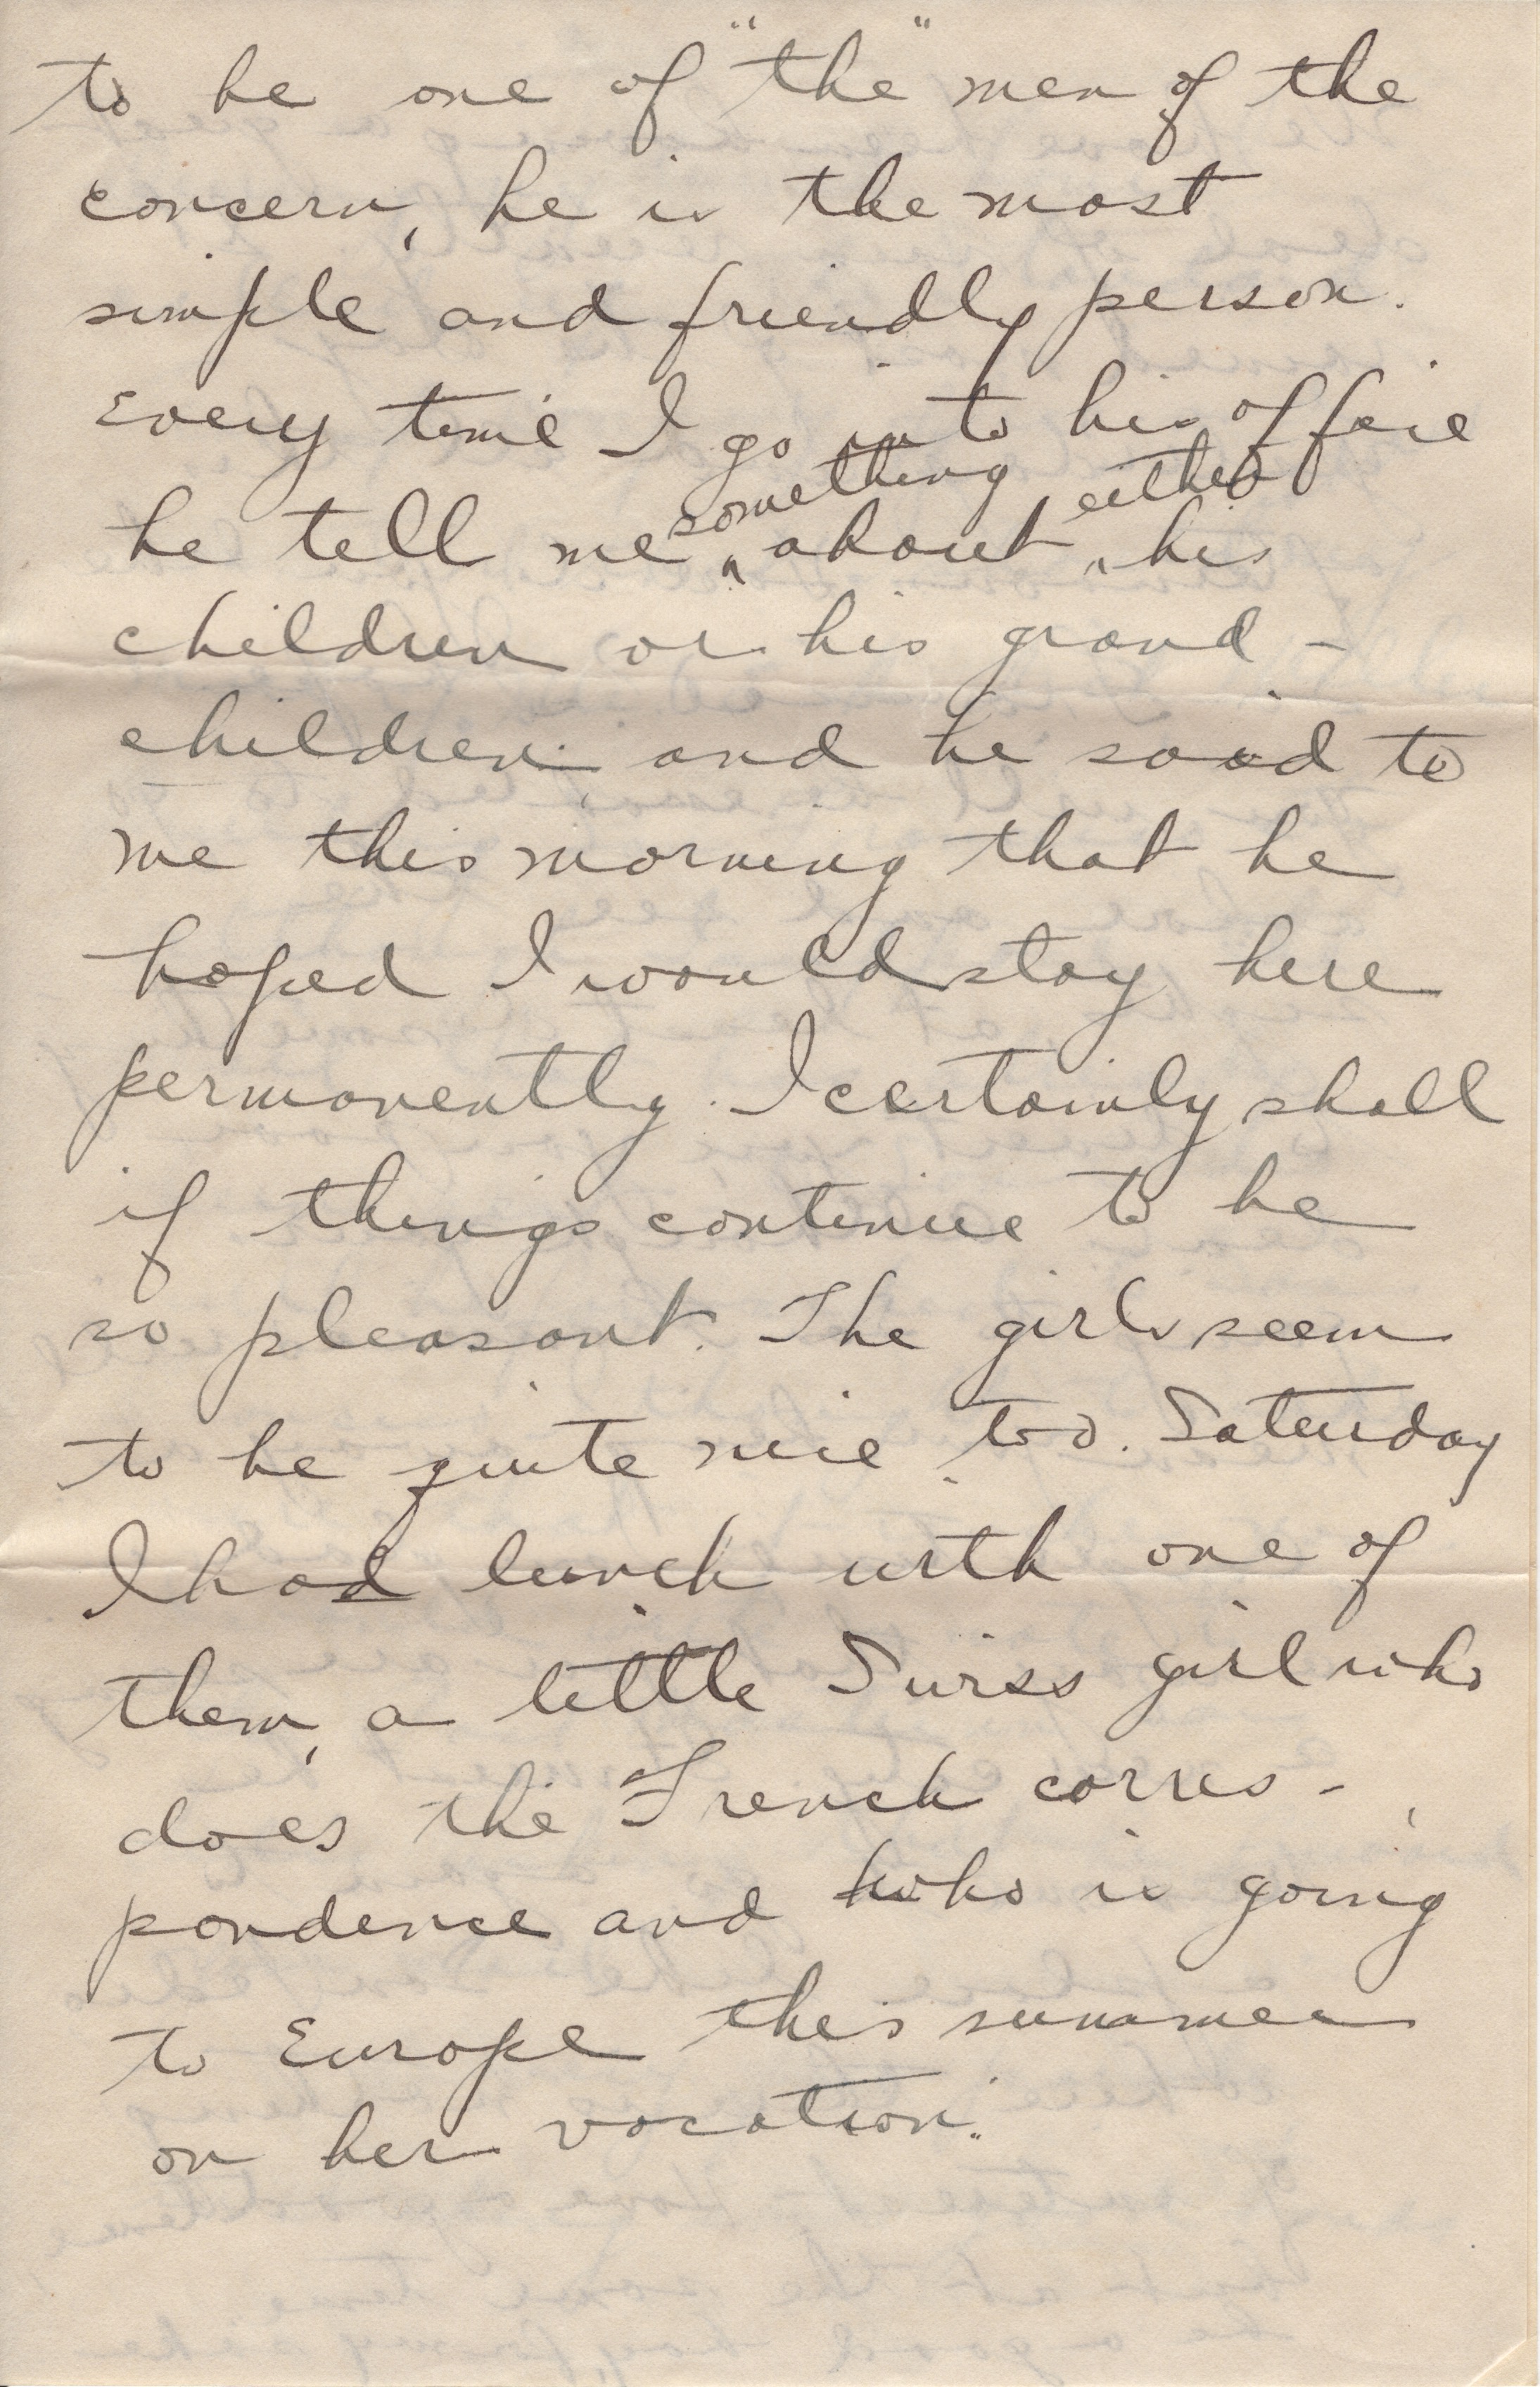 to be one of "the" men of the
concern, he is the most
simple and friendly person.
Every time I go into his office
he tell me something about either his
children or his grand-
children, and he said to
me this morning that he
hoped I would stay here
permanently. I certainly shall
if things continue to be
so pleasant. The girls seem
to be quite nice too. Saturday
I had lunch with one of
them, a little Swiss girl who
does the French corres-
pondence and who is going
to Europe this summer
on her vacation.